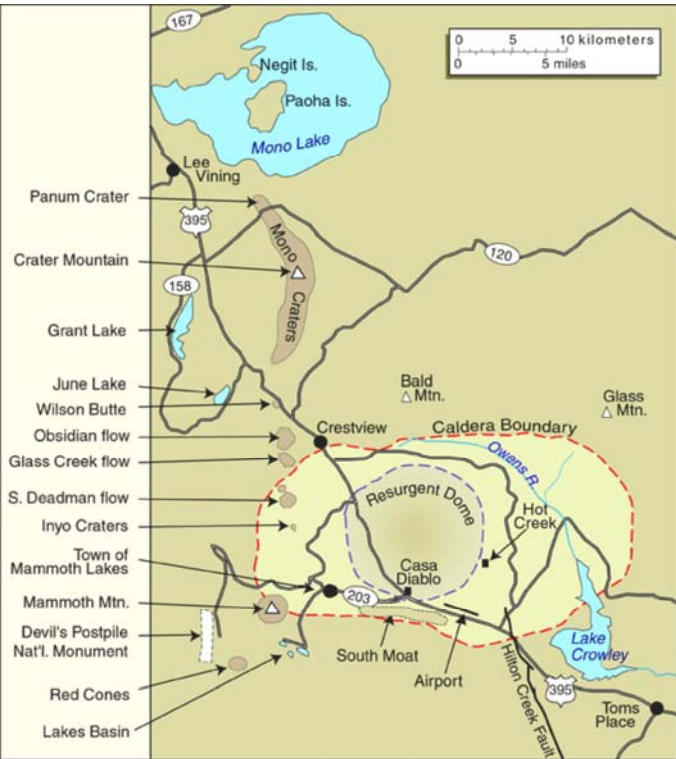 167
0 5 10 kilometers
0 5 miles
Negit Is.
Paoha Is.
Mono Lake
Lee
Vining
Panum Crater
395
Mono
Craters
Crater Mountain
120
158
Grant Lake
June Lake
Bald
Mtn.
Glass
Mtn.
Wilson Butte
Crestview
Caldera Boundary
Obsidian flow
Glass Creek flow
Owens R.
S. Deadman flow
Resurgent Dome
Hot
Creek
Inyo Craters
Town of
Mammoth Lakes
Casa
Diablo
203
Mammoth Mtn.
Devil's Postpile
Nat'l. Monument
South Moat
Airport
Hilton Creek Fault
Lake
Crowley
Red Cones
395
Toms
Place
Lakes Basin